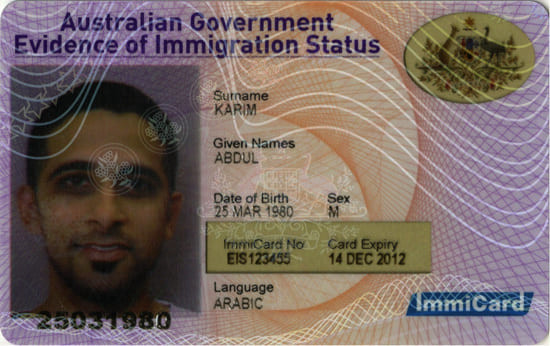 Australian Government
Evidence of Immigration Status
Surname
KARIM
Given Names
ABDUL
Date of Birth Sex
25 MAR 1980 M
ImmiCard No Card Expiry
EIS123455 14 DEC 2012
Language
ARABIC
25031980
ImmiCard